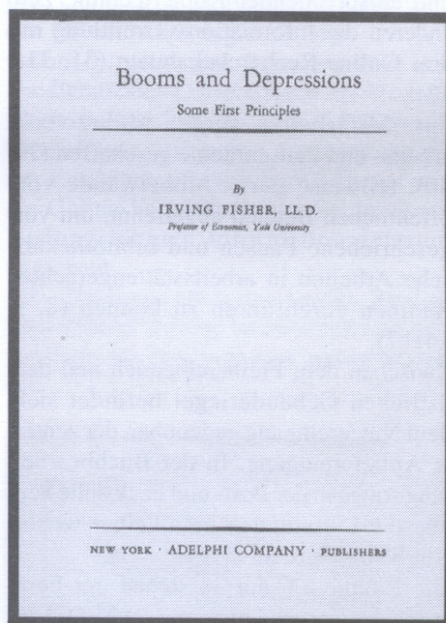 Booms and Depressions
Some First Principles
By
IRVING FISHER, LL.D.
Professor of Economics, Yale University
NEW YORK · ADELPHI COMPANY · PUBLISHERS